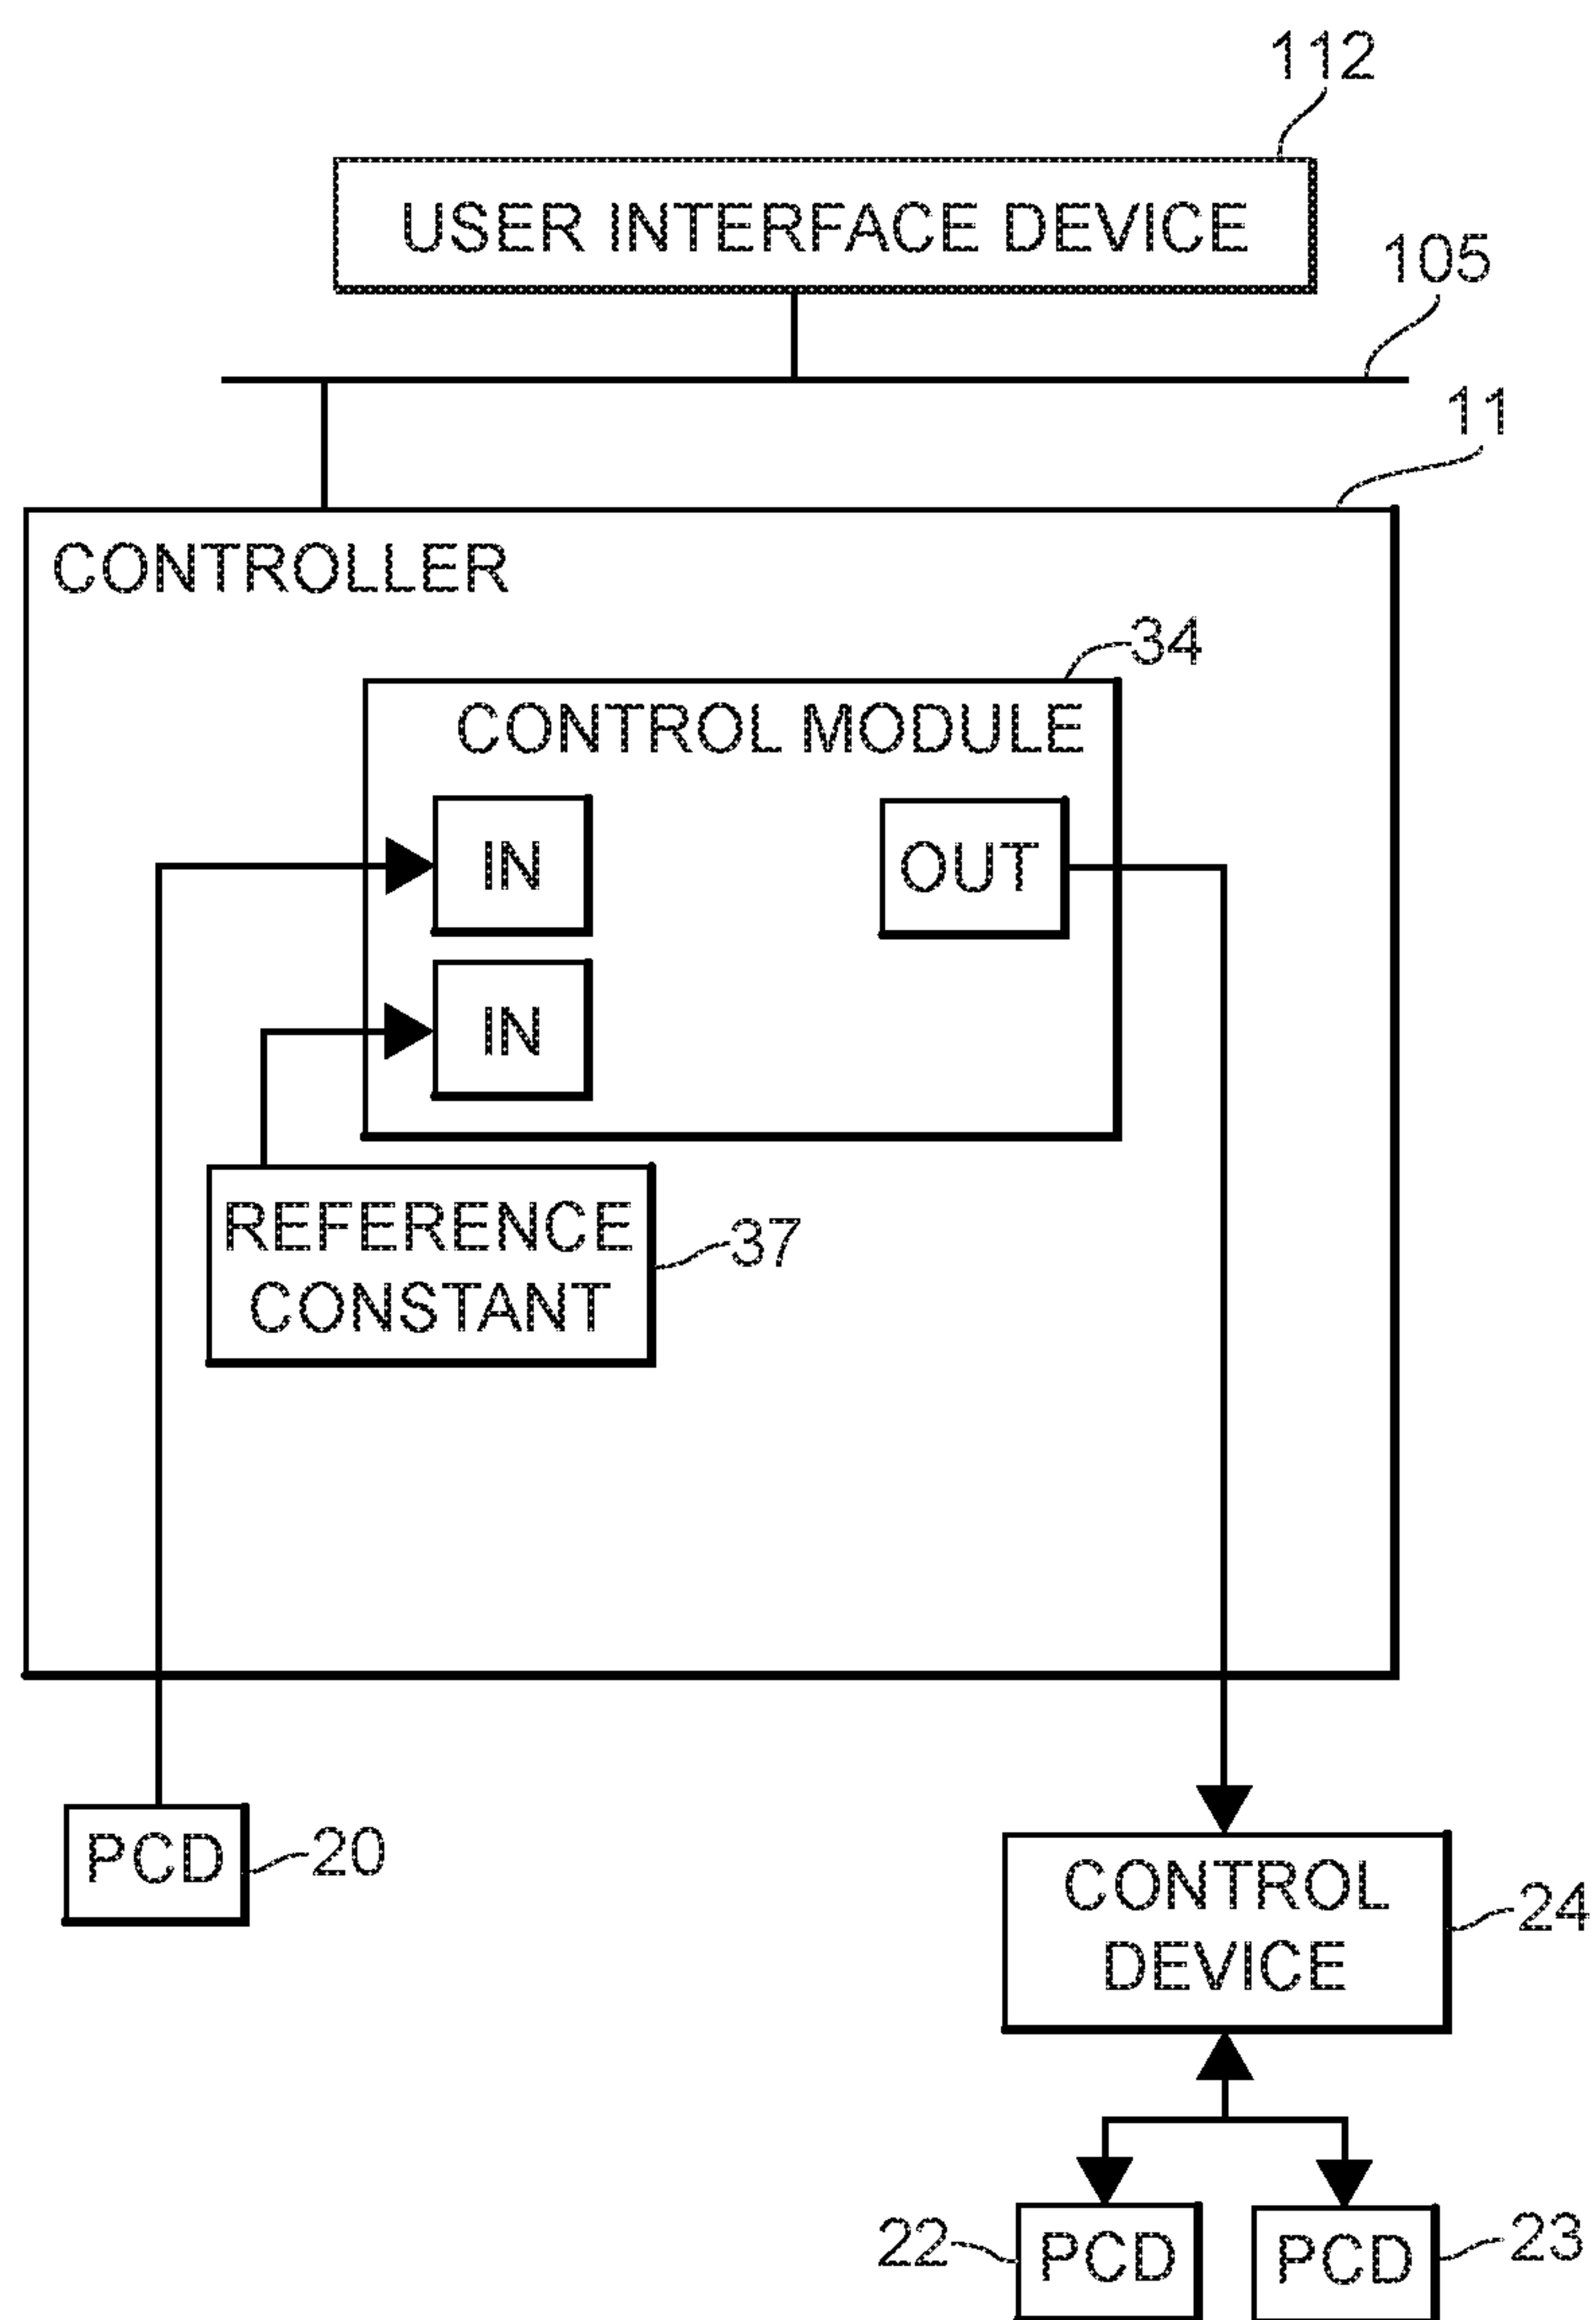 112
USER INTERFACE DEVICE
105
11
CONTROLLER
34
CONTROL MODULE
IN
OUT
IN
REFERENCE
CONSTANT
37
PCD
20
CONTROL
DEVICE
24
22
PCD
PCD
23